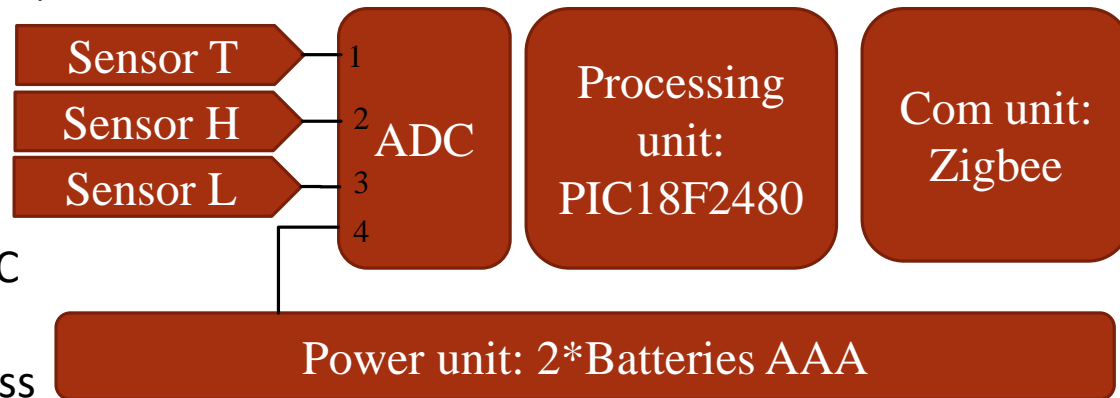 Sensor T
Sensor H
Sensor L
1
2
3
4
ADC
Processing
unit:
PIC18F2480
Com unit:
Zigbee
C
Power unit: 2*Batteries AAA
ss